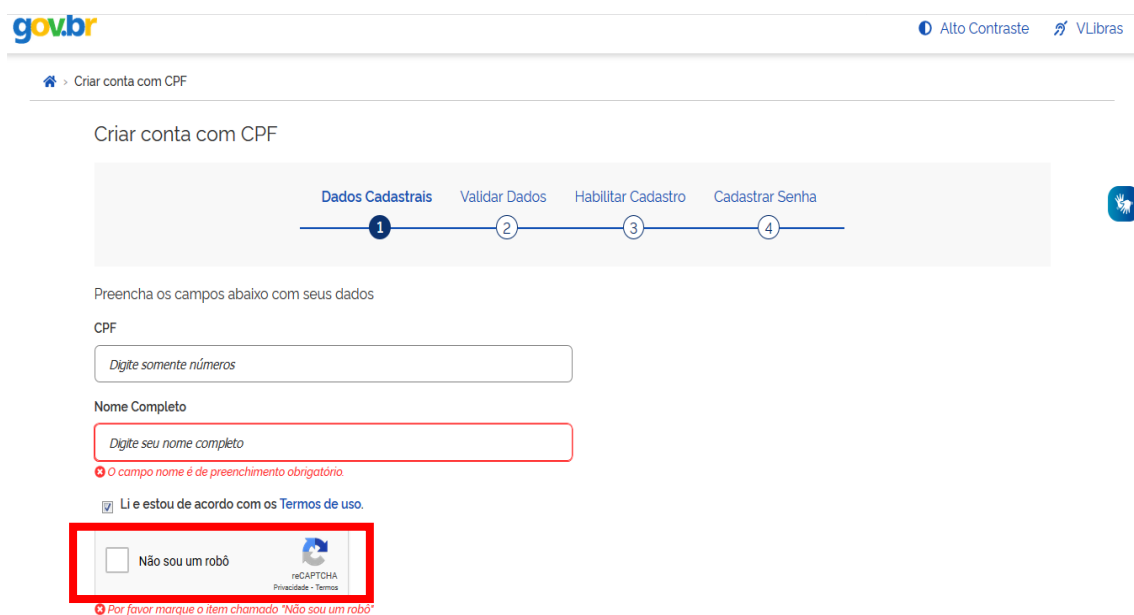 gov.br
Alto Contraste VLibras
Criar conta com CPF
Criar conta com CPF
Dados Cadastrais Validar Dados Habilitar Cadastro Cadastrar Senha
1 2 3 4
Preencha os campos abaixo com seus dados
CPF
Digite somente números
Nome Completo
Digite seu nome completo
O campo nome é de preenchimento obrigatório.
Li e estou de acordo com os Termos de uso.
Não sou um robô
reCAPTCHA
Privacidade - Termos
Por favor marque o item chamado "Não sou um robô"